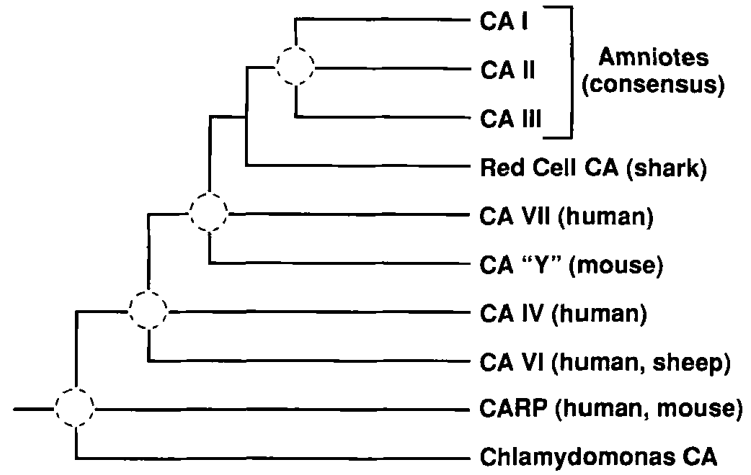 CA I
CA II
CA III
Amniotes
(consensus)
Red Cell CA (shark)
CA VII (human)
CA “Y” (mouse)
CA IV (human)
CA VI (human, sheep)
CARP (human, mouse)
Chlamydomonas CA